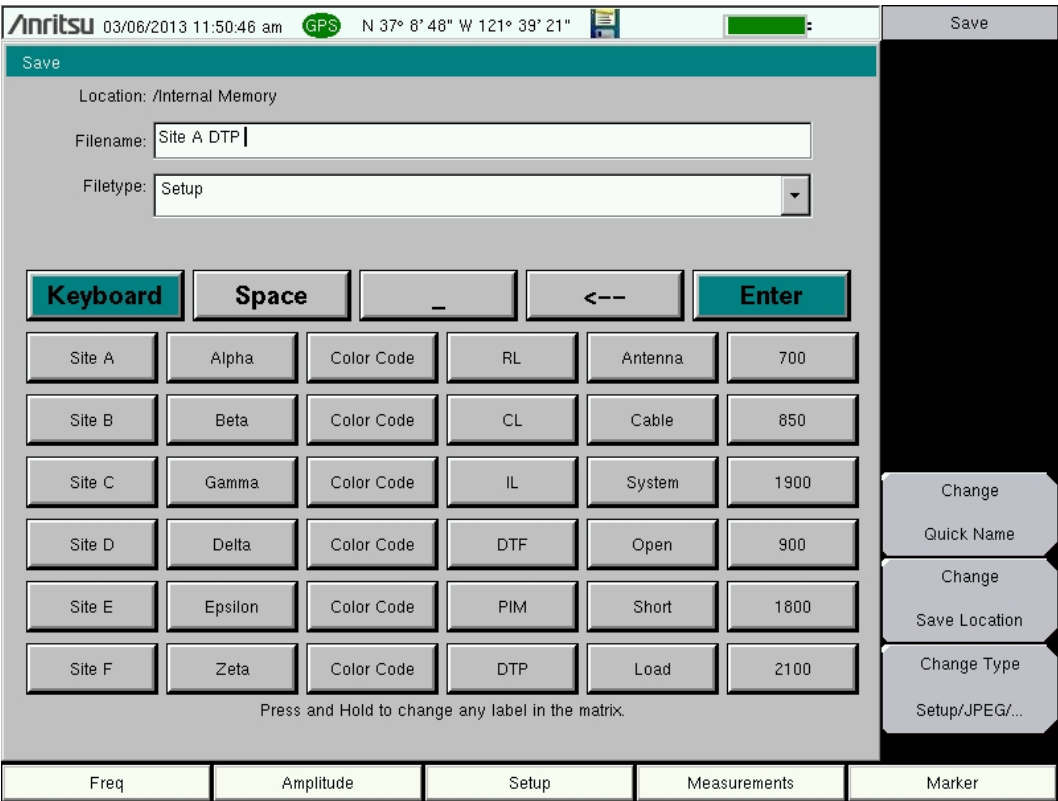 /Inritsu 03/06/2013 11:50:46 am GPS N 37º 8' 48" W 121º 39' 21"
Save
Save
Location: /Internal Memory
Filename: Site A DTP
Filetype: Setup
Keyboard Space _ <-- Enter
Site A Alpha Color Code RL Antenna 700
Site B Beta Color Code CL Cable 850
Site C Gamma Color Code IL System 1900
Site D Delta Color Code DTF Open 900
Site E Epsilon Color Code PIM Short 1800
Site F Zeta Color Code DTP Load 2100
Press and Hold to change any label in the matrix.
Change
Quick Name
Change
Save Location
Change Type
Setup/JPEG/...
Freq Amplitude Setup Measurements Marker